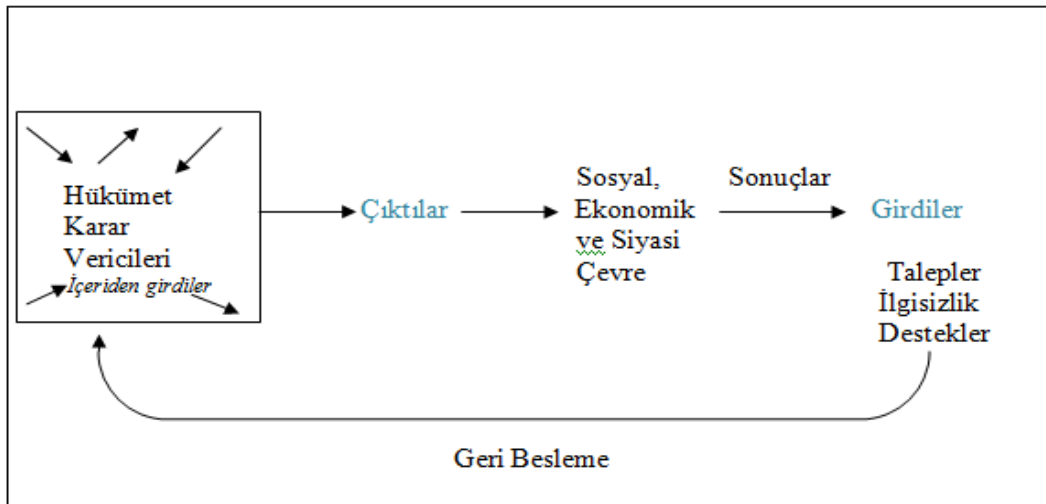 Hükümet
Karar
Vericileri
İçeriden girdiler
Çıktılar
Sosyal,
Ekonomik
ve Siyasi
Çevre
Sonuçlar
Girdiler
Talepler
İlgisizlik
Destekler
Geri Besleme